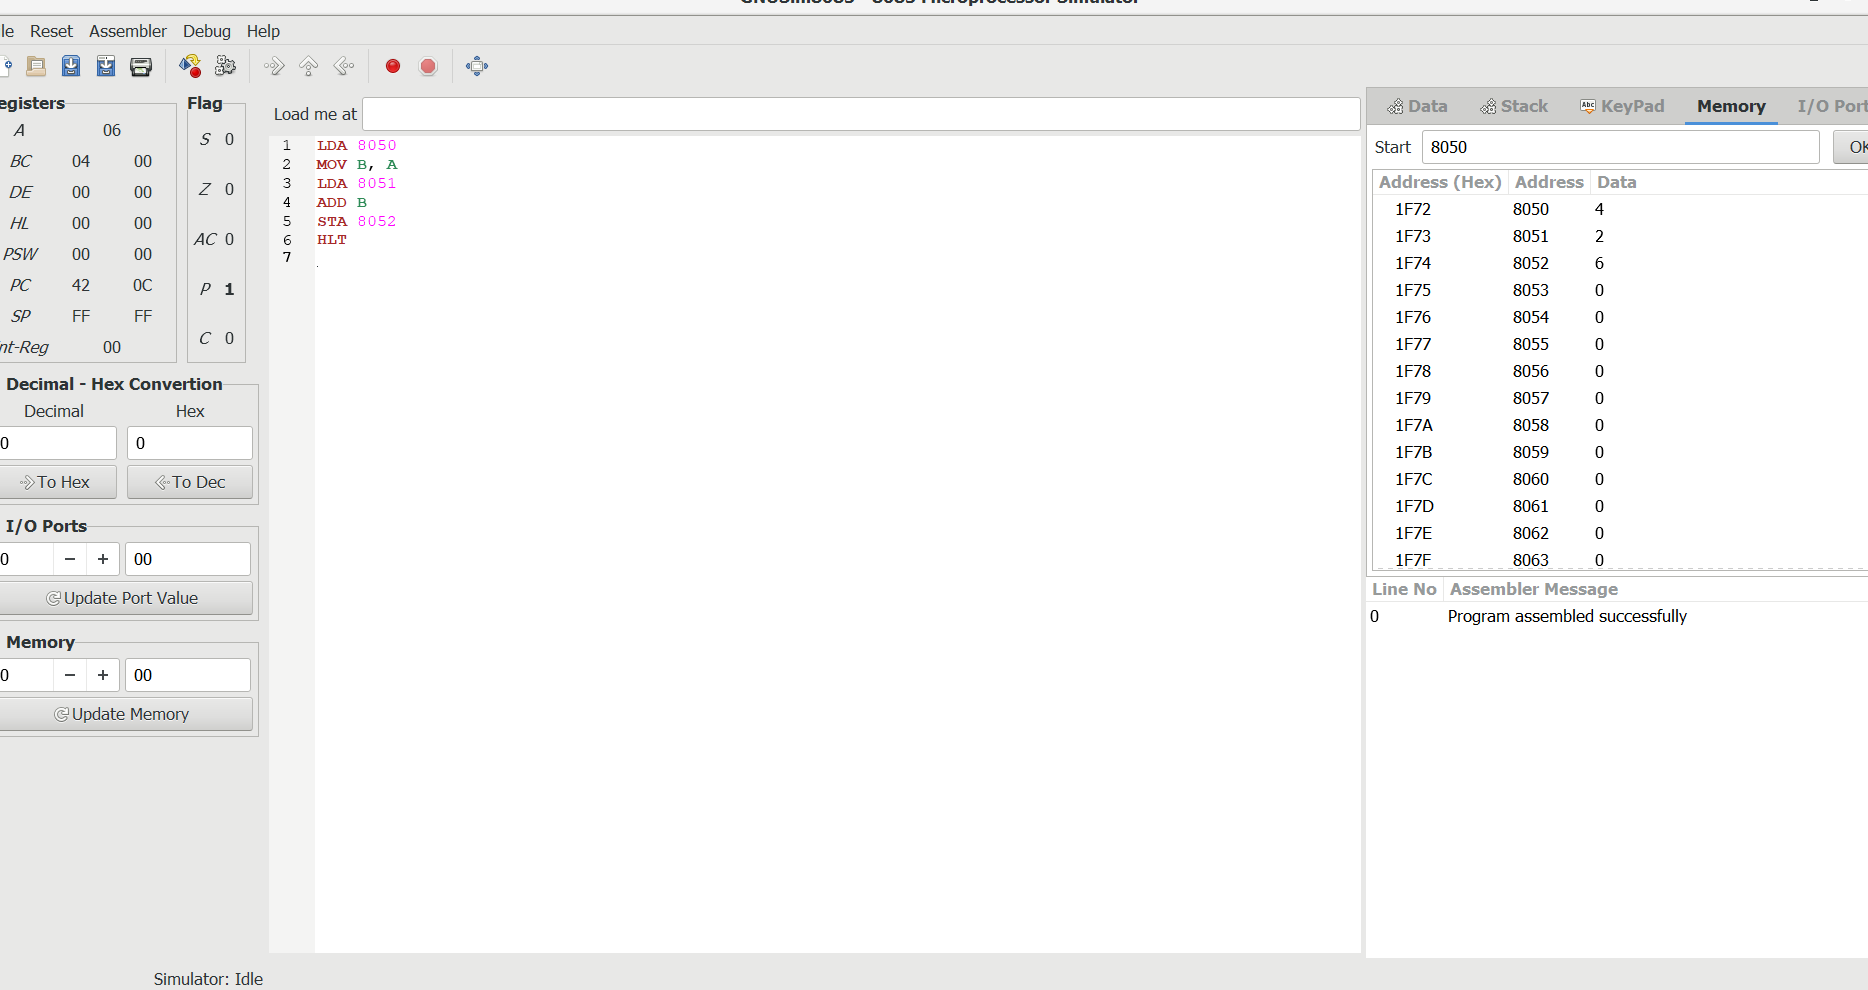 GNUSim8085 - 8085 Microprocessor Simulator
le Reset Assembler Debug Help
egisters
A 06
BC 04 00
DE 00 00
HL 00 00
PSW 00 00
PC 42 0C
SP FF FF
nt-Reg 00
Flag
S 0
Z 0
AC 0
P 1
C 0
Decimal - Hex Convertion
Decimal Hex
0 0
To Hex To Dec
I/O Ports
0 − + 00
Update Port Value
Memory
0 − + 00
Update Memory
Load me at
1 LDA 8050
2 MOV B, A
3 LDA 8051
4 ADD B
5 STA 8052
6 HLT
7
Data Stack Abc KeyPad Memory I/O Port
Start 8050 OK
Address (Hex) Address Data
1F72 8050 4
1F73 8051 2
1F74 8052 6
1F75 8053 0
1F76 8054 0
1F77 8055 0
1F78 8056 0
1F79 8057 0
1F7A 8058 0
1F7B 8059 0
1F7C 8060 0
1F7D 8061 0
1F7E 8062 0
1F7F 8063 0
Line No Assembler Message
0 Program assembled successfully
Simulator: Idle